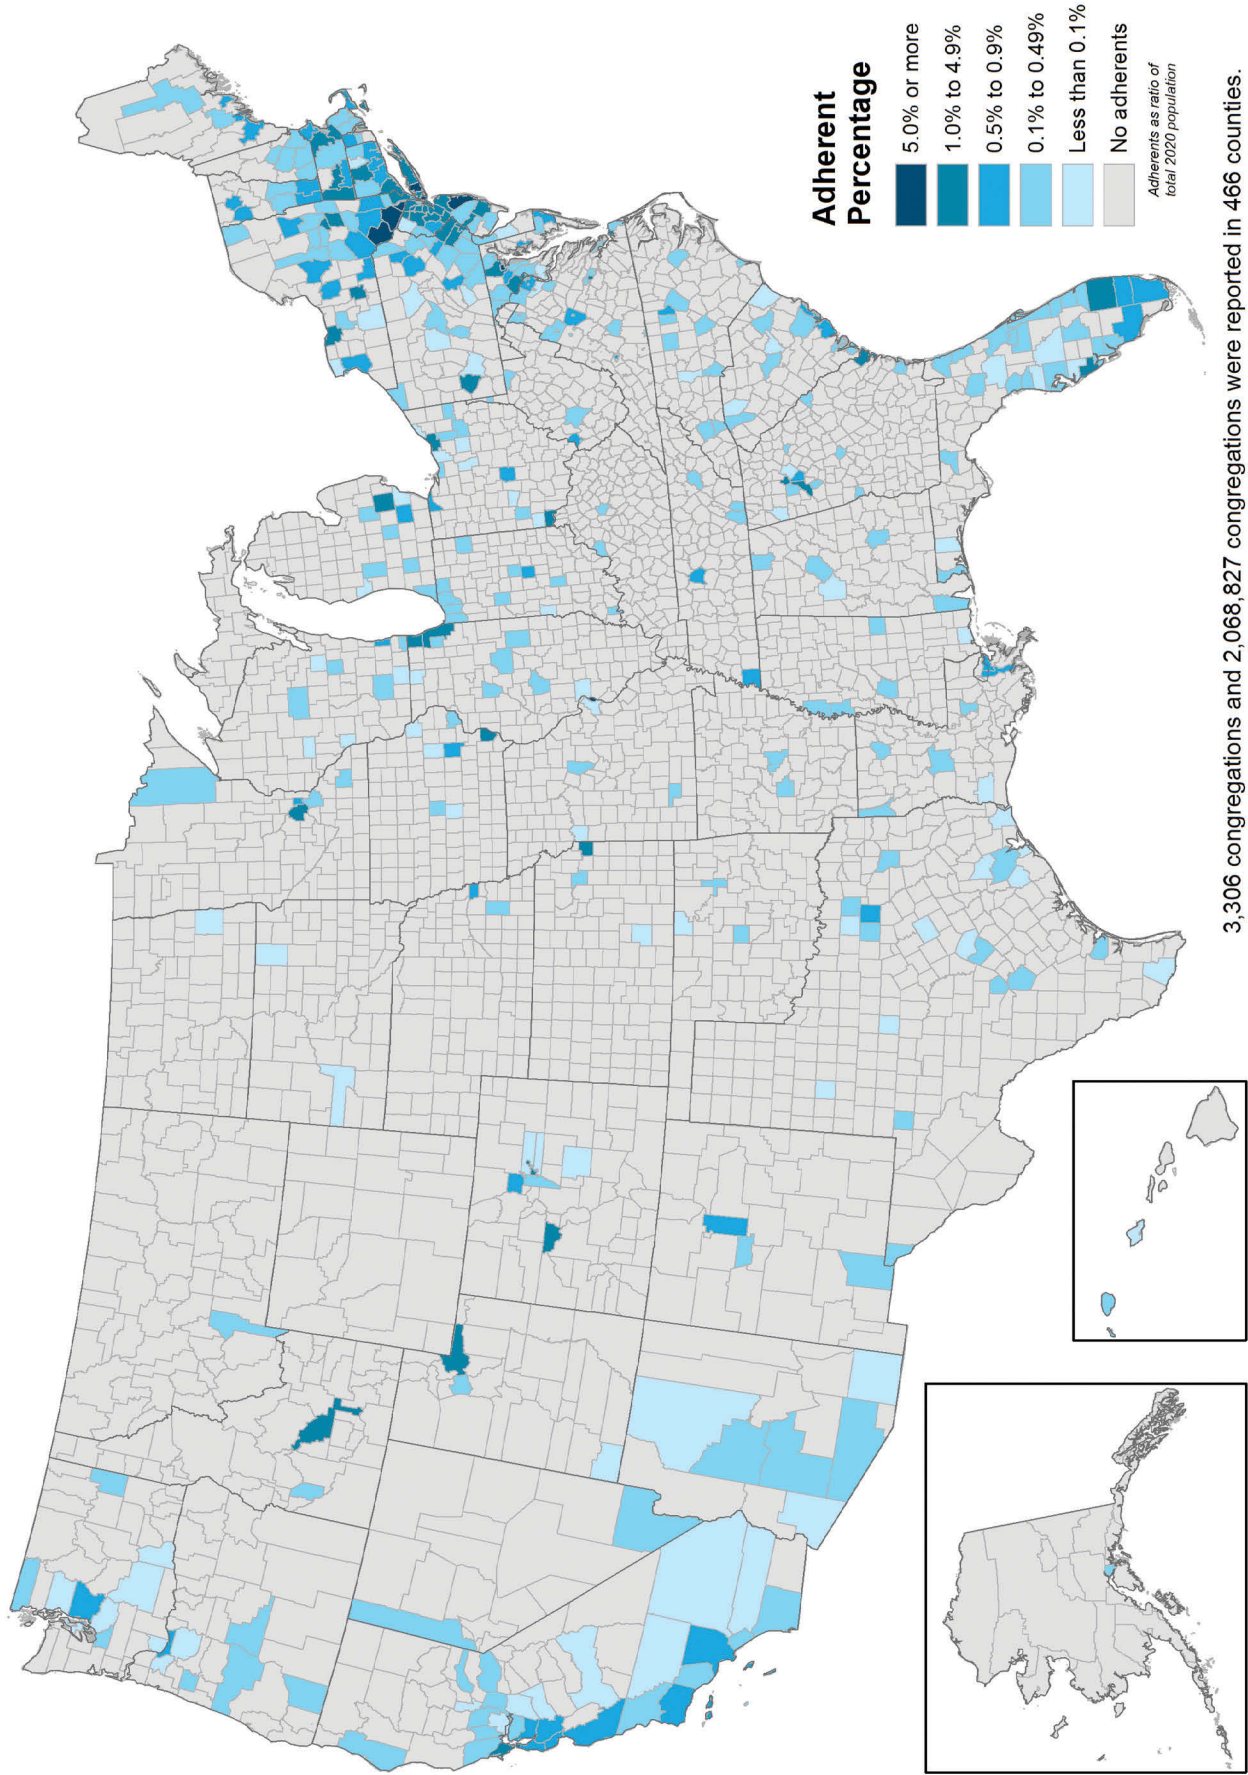 Adherent
Percentage
5.0% or more
1.0% to 4.9%
0.5% to 0.9%
0.1% to 0.49%
Less than 0.1%
No adherents
Adherents as ratio of
total 2020 population
3,306 congregations and 2,068,827 congregations were reported in 466 counties.